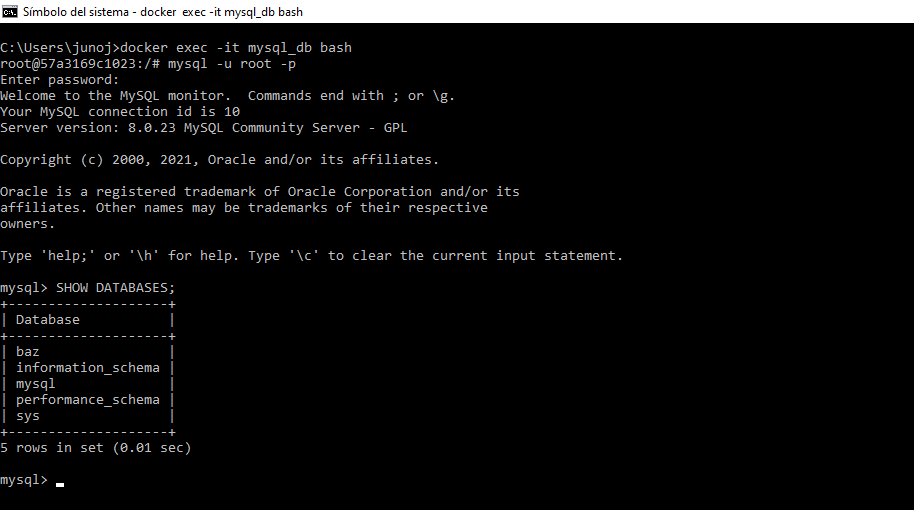 Símbolo del sistema - docker exec -it mysql_db bash
C:\Users\junoj>docker exec -it mysql_db bash
root@57a3169c1023:/# mysql -u root -p
Enter password:
Welcome to the MySQL monitor.  Commands end with ; or \g.
Your MySQL connection id is 10
Server version: 8.0.23 MySQL Community Server - GPL
Copyright (c) 2000, 2021, Oracle and/or its affiliates.
Oracle is a registered trademark of Oracle Corporation and/or its
affiliates. Other names may be trademarks of their respective
owners.
Type 'help;' or '\h' for help. Type '\c' to clear the current input statement.
mysql> SHOW DATABASES;
+--------------------+
| Database           |
+--------------------+
| baz                |
| information_schema |
| mysql              |
| performance_schema |
| sys                |
+--------------------+
5 rows in set (0.01 sec)
mysql>